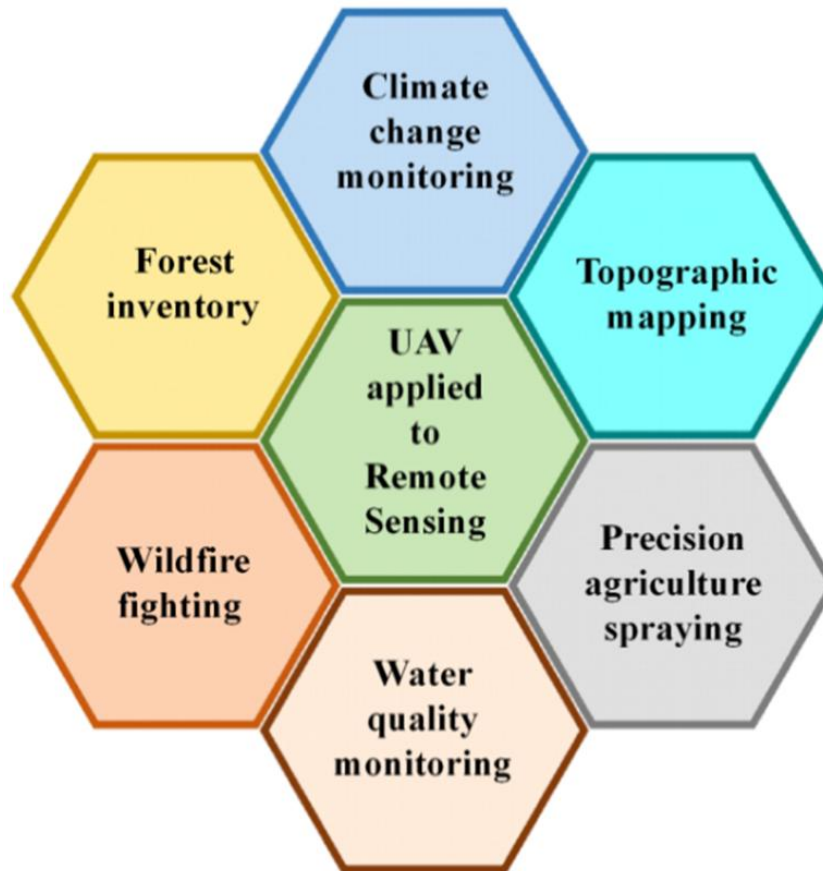 Climate
change
monitoring
Forest
inventory
Topographic
mapping
UAV
applied
to
Remote
Sensing
Wildfire
fighting
Precision
agriculture
spraying
Water
quality
monitoring